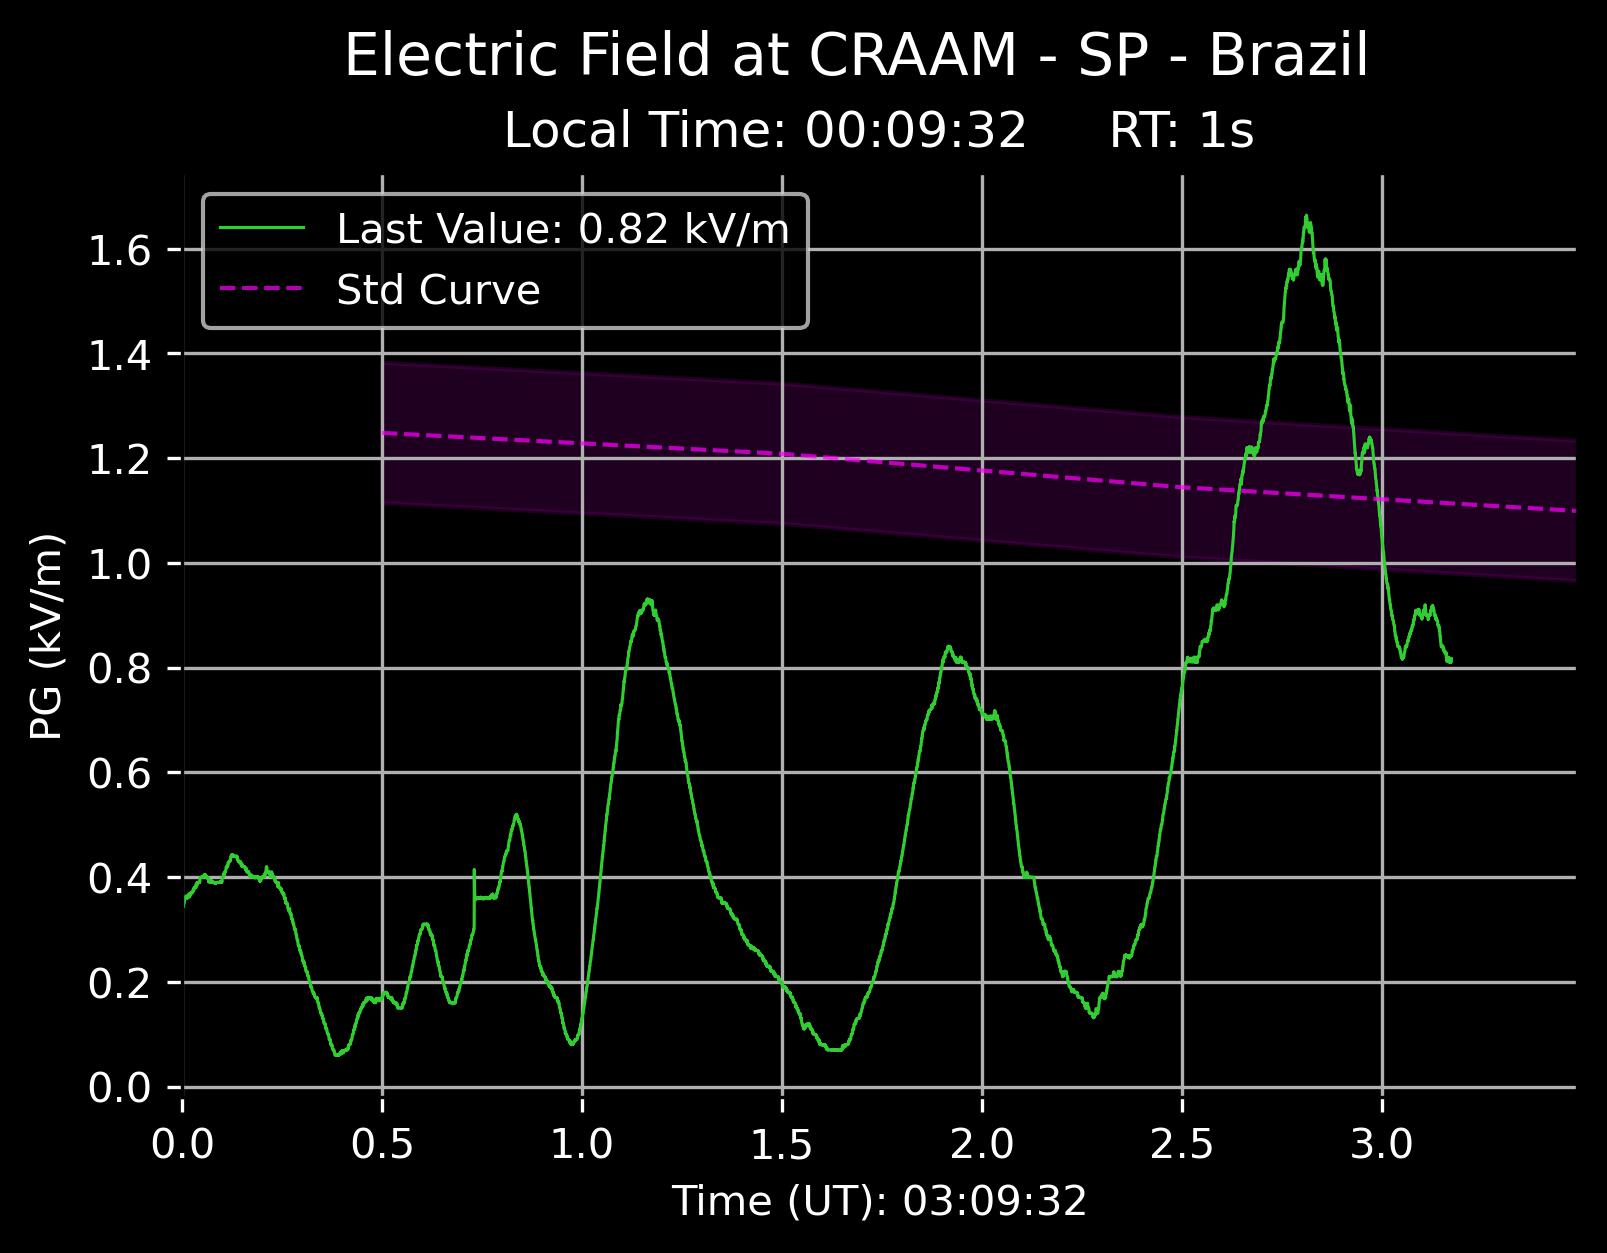 Electric Field at CRAAM - SP - Brazil
Local Time: 00:09:32 RT: 1s
Last Value: 0.82 kV/m
Std Curve
PG (kV/m)
1.6
1.4
1.2
1.0
0.8
0.6
0.4
0.2
0.0
0.0 0.5 1.0 1.5 2.0 2.5 3.0
Time (UT): 03:09:32